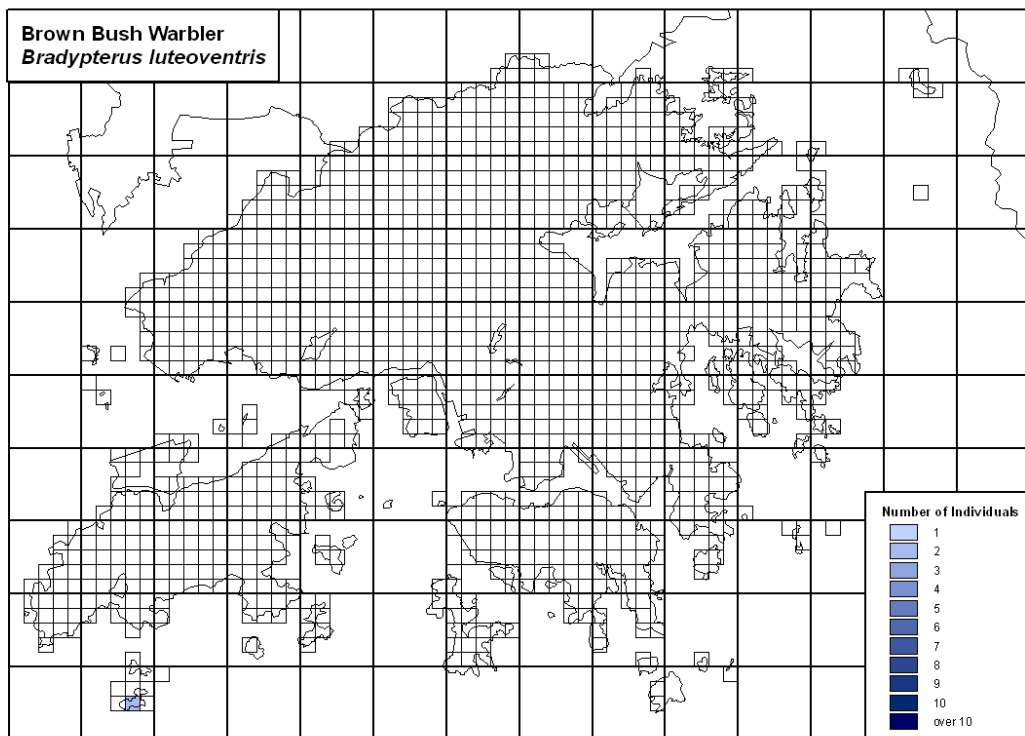 Brown Bush Warbler
Bradypterus luteoventris
Number of Individuals
1
2
3
4
5
6
7
8
9
10
over 10